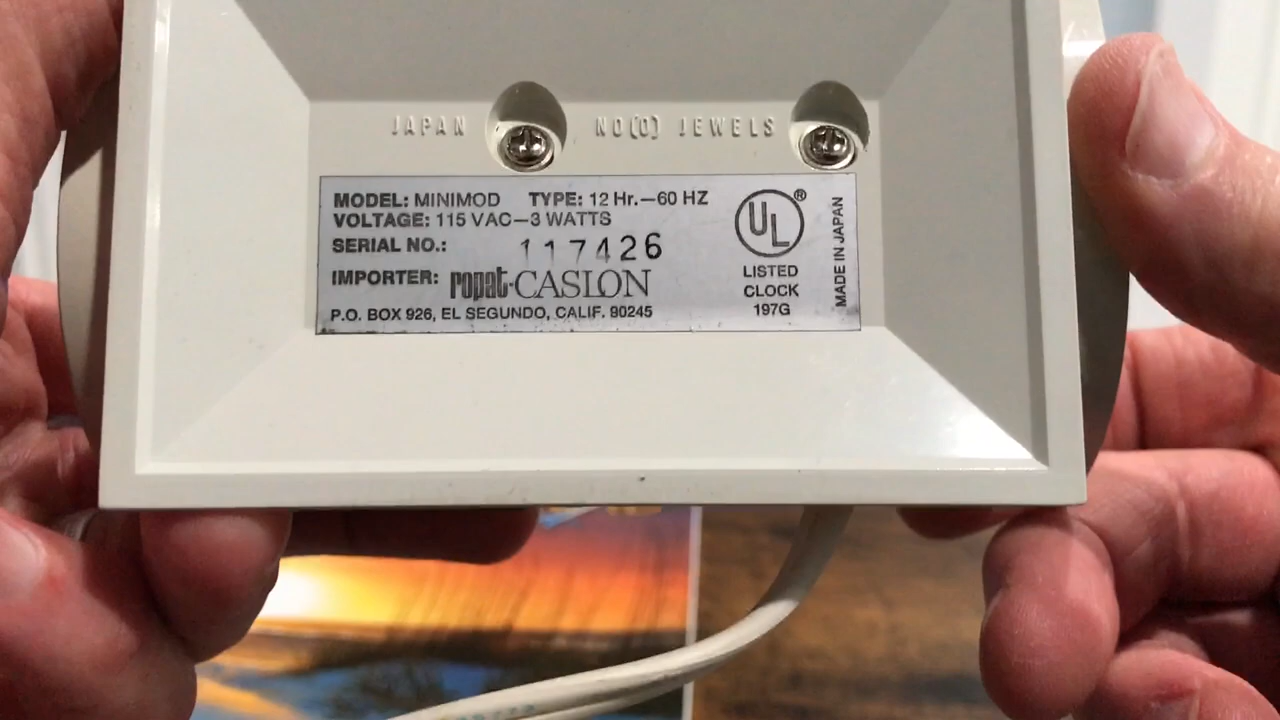 JAPAN NO(0) JEWELS
MODEL: MINIMOD TYPE: 12 Hr.—60 HZ
VOLTAGE: 115 VAC—3 WATTS
SERIAL NO.: 117426
IMPORTER: ropat·CASLON
P.O. BOX 926, EL SEGUNDO, CALIF. 90245
UL®
LISTED
CLOCK
197G
MADE IN JAPAN